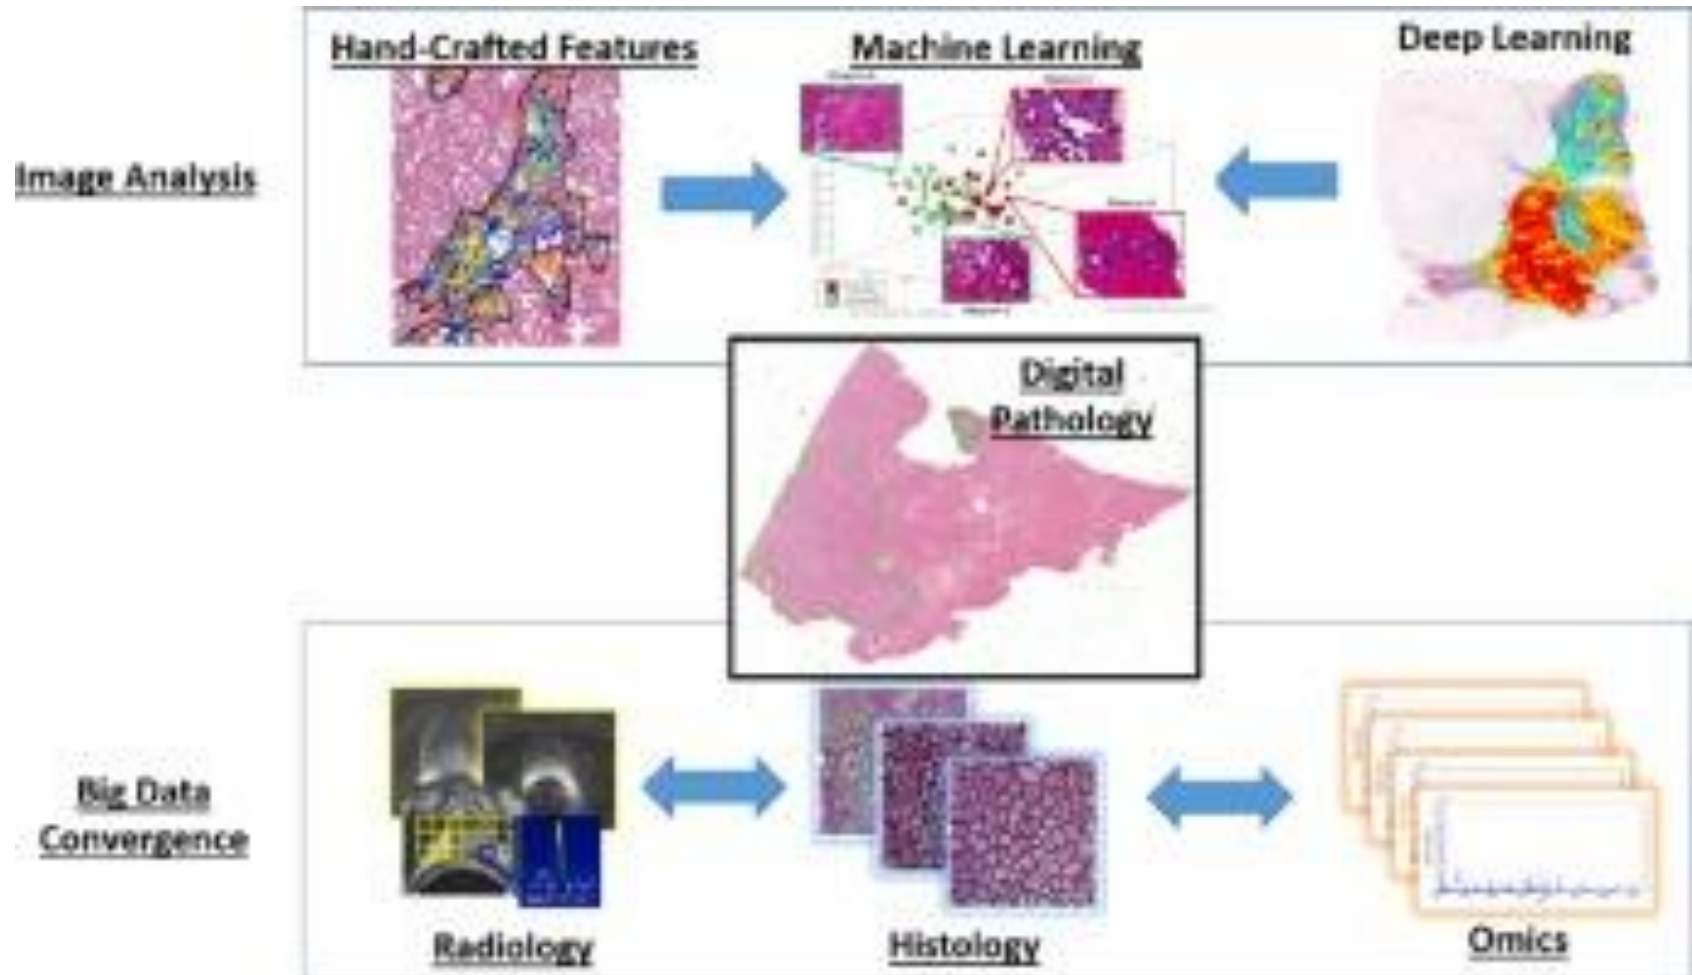 Hand-Crafted Features
Machine Learning
Deep Learning
Image Analysis
Digital
Pathology
Big Data
Convergence
Radiology
Histology
Omics